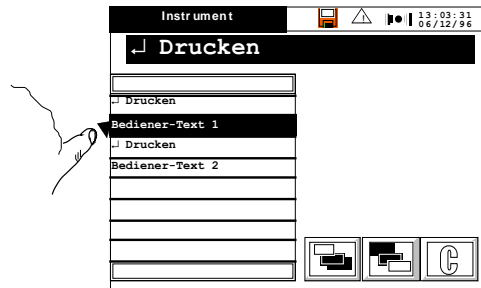 Instrument
13:03:31
06/12/96
↵ Drucken
↵ Drucken
Bediener-Text 1
↵ Drucken
Bediener-Text 2
C